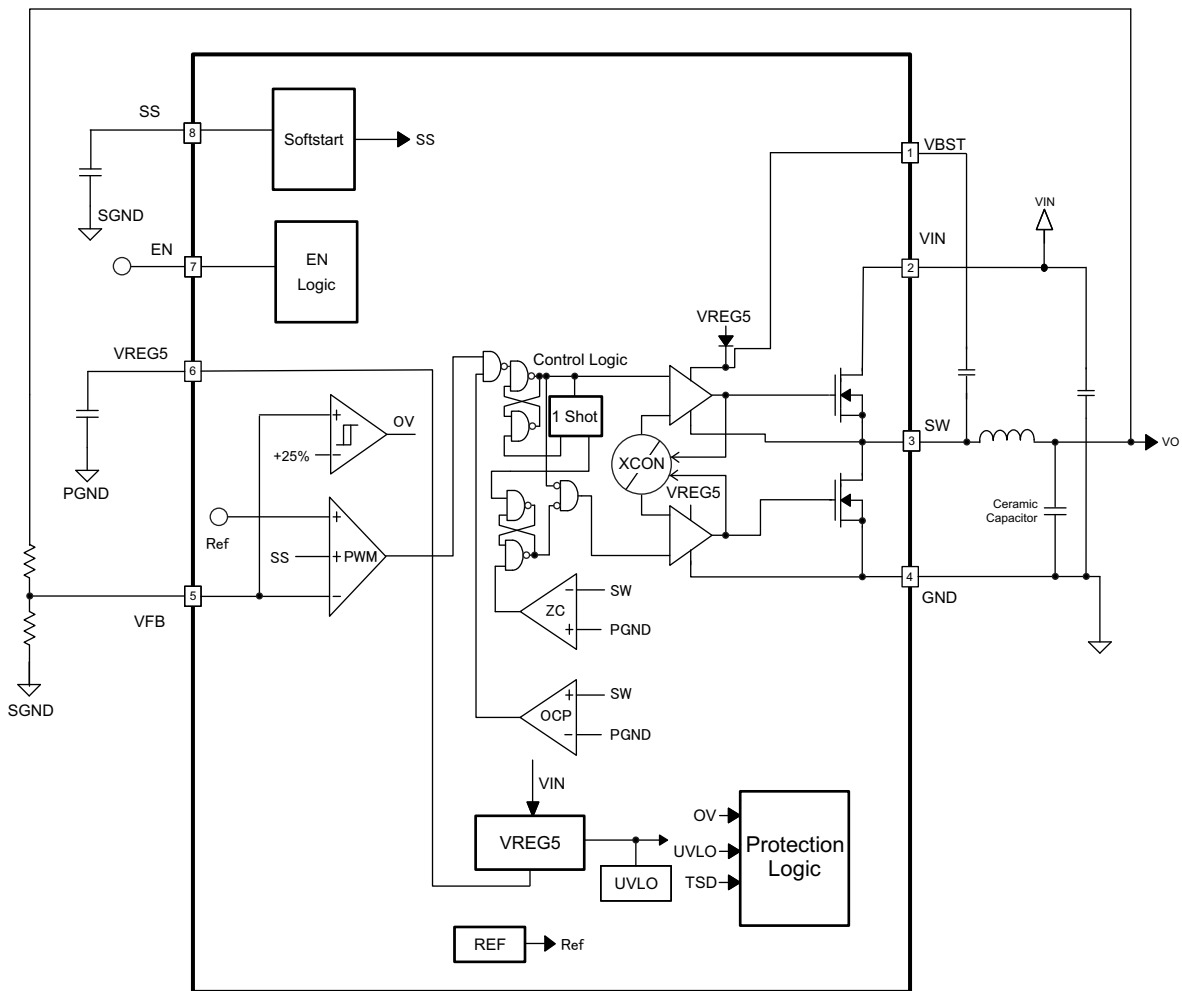 SS
8
Softstart
SS
SGND
1
VBST
VIN
VIN
2
EN
7
EN
Logic
VREG5
6
PGND
VREG5
Control Logic
1 Shot
+
OV
+25%
−
XCON
VREG5
SW
3
VO
Ceramic
Capacitor
Ref
+
SS
+
PWM
−
5
VFB
SGND
4
GND
−
SW
ZC
+
PGND
+
SW
OCP
−
PGND
VIN
VREG5
UVLO
OV
UVLO
TSD
Protection
Logic
REF
Ref